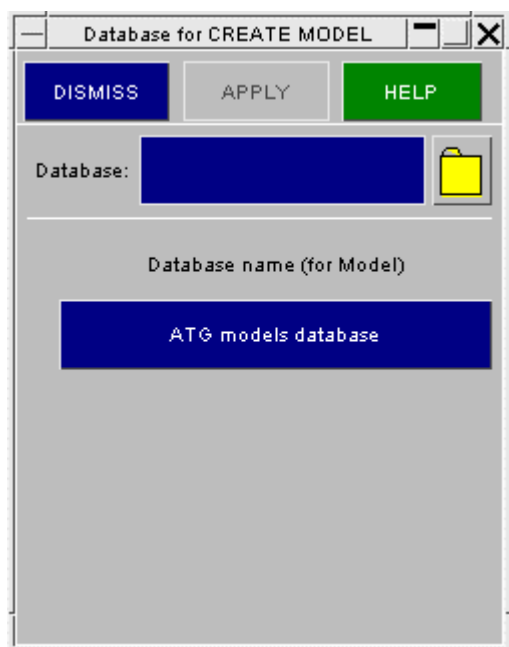 Database for CREATE MODEL
DISMISS APPLY HELP
Database:
Database name (for Model)
ATG models database